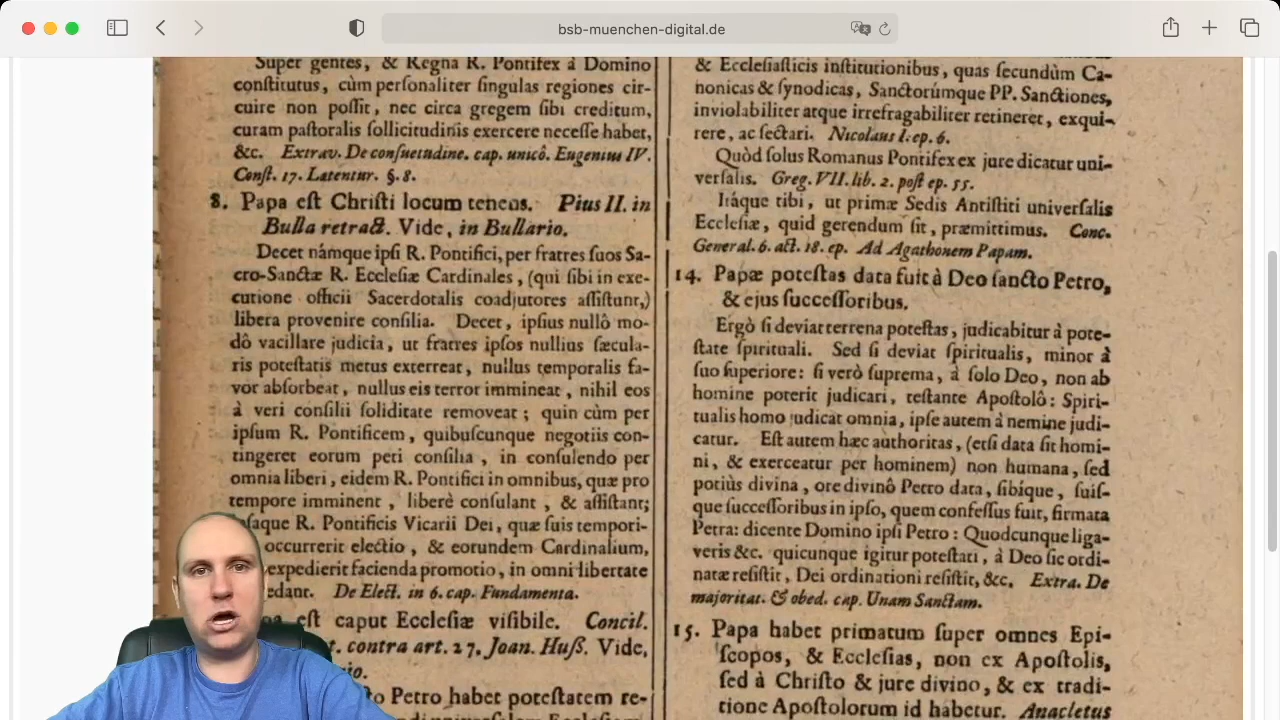 bsb-muenchen-digital.de
Super gentes, & Regna R. Pontifex à Domino
conſtitutus, cùm perſonaliter ſingulas regiones cir-
cuire non poſſit, nec circa gregem ſibi creditum,
curam paſtoralis ſollicitudinis exercere neceſſe habet,
&c. Extrav. De conſuetudine. cap. unicô. Eugenius IV.
Conſt. 17. Latentur. §. 8.
8. Papa eſt Chriſti locum tenens. Pius II. in
Bulla retract. Vide, in Bullario.
Decet námque ipſi R. Pontifici, per fratres ſuos Sa-
cro-Sanctæ R. Eccleſiæ Cardinales, (qui ſibi in exe-
cutione officii Sacerdotalis coadjutores aſſiſtunt,)
libera provenire conſilia. Decet, ipſius nullô mo-
dô vacillare judicia, ut fratres ipſos nullius ſæcula-
ris poteſtatis metus exterreat, nullus temporalis fa-
vor abſorbeat, nullus eis terror immineat, nihil eos
à veri conſilii ſoliditate removeat; quin cùm per
ipſum R. Pontificem, quibuſcunque negotiis con-
tingeret eorum peti conſilia, in conſulendo per
omnia liberi, eidem R. Pontifici in omnibus, quæ pro
tempore imminent, liberè conſulant, & aſſiſtant;
ipſaque R. Pontificis Vicarii Dei, quæ ſuis tempori-
occurrerit electio, & eorundem Cardinalium,
expedierit facienda promotio, in omni libertate
edant. De Elect. in 6. cap. Fundamenta.
eſt caput Eccleſiæ viſibile. Concil.
t. contra art. 27. Joan. Huß. Vide,
io.
to Petro habet poteſtatem re-
& Eccleſiaſticis inſtitutionibus, quas ſecundùm Ca-
nonicas & ſynodicas, Sanctorúmque PP. Sanctiones,
inviolabiliter atque irrefragabiliter retineret, exqui-
rere, ac ſectari. Nicolaus I. ep. 6.
Quòd ſolus Romanus Pontifex ex jure dicatur uni-
verſalis. Greg. VII. lib. 2. poſt ep. 55.
Itáque tibi, ut primæ Sedis Antiſtiti univerſalis
Eccleſiæ, quid gerendum ſit, præmittimus. Conc.
General. 6. act. 18. ep. Ad Agathonem Papam.
14. Papæ poteſtas data fuit à Deo ſancto Petro,
& ejus ſucceſſoribus.
Ergò ſi deviat terrena poteſtas, judicabitur à pote-
ſtate ſpirituali. Sed ſi deviat ſpiritualis, minor à
ſuo ſuperiore: ſi verò ſuprema, à ſolo Deo, non ab
homine poterit judicari, teſtante Apoſtolô: Spiri-
tualis homo judicat omnia, ipſe autem à nemine judi-
catur. Eſt autem hæc authoritas, (etſi data ſit homi-
ni, & exerceatur per hominem) non humana, ſed
potiùs divina, ore divinô Petro data, ſibíque, ſuiſ-
que ſucceſſoribus in ipſo, quem confeſſus fuit, firmata
Petra: dicente Domino ipſi Petro: Quodcunque liga-
veris &c. quicunque igitur poteſtati, à Deo ſic ordi-
natæ reſiſtit, Dei ordinationi reſiſtit, &c. Extra. De
majoritat. & obed. cap. Unam Sanctam.
15. Papa habet primatum ſuper omnes Epi-
ſcopos, & Eccleſias, non ex Apoſtolis,
ſed à Chriſto & jure divino, & ex tradi-
tione Apoſtolorum id habetur. Anacletus